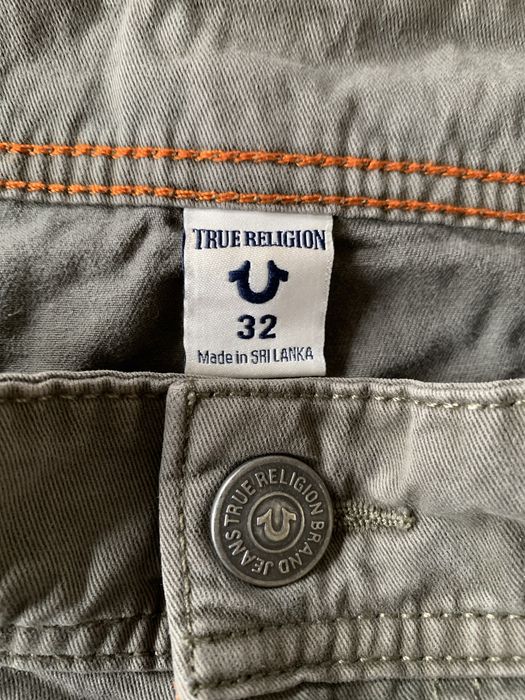 TRUE RELIGION
32
Made in SRI LANKA
TRUE RELIGION BRAND JEANS